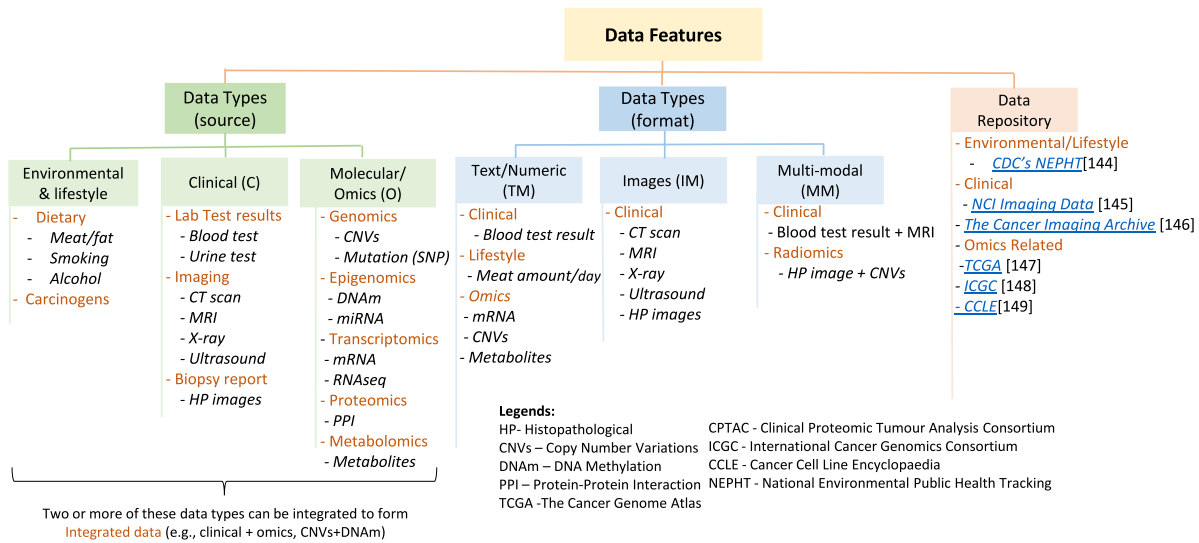 Data Features
Data Types
(source)
Environmental
& lifestyle
- Dietary
- Meat/fat
- Smoking
- Alcohol
- Carcinogens
Clinical (C)
- Lab Test results
- Blood test
- Urine test
- Imaging
- CT scan
- MRI
- X-ray
- Ultrasound
- Biopsy report
- HP images
Molecular/
Omics (O)
- Genomics
- CNVs
- Mutation (SNP)
- Epigenomics
- DNAm
- miRNA
- Transcriptomics
- mRNA
- RNAseq
- Proteomics
- PPI
- Metabolomics
- Metabolites
Two or more of these data types can be integrated to form
Integrated data (e.g., clinical + omics, CNVs+DNAm)
Data Types
(format)
Text/Numeric
(TM)
- Clinical
- Blood test result
- Lifestyle
- Meat amount/day
- Omics
- mRNA
- CNVs
- Metabolites
Images (IM)
- Clinical
- CT scan
- MRI
- X-ray
- Ultrasound
- HP images
Multi-modal
(MM)
- Clinical
- Blood test result + MRI
- Radiomics
- HP image + CNVs
Data
Repository
- Environmental/Lifestyle
- CDC's NEPHT[144]
- Clinical
- NCI Imaging Data [145]
- The Cancer Imaging Archive [146]
- Omics Related
-TCGA [147]
- ICGC [148]
- CCLE[149]
Legends:
HP- Histopathological
CNVs – Copy Number Variations
DNAm – DNA Methylation
PPI – Protein-Protein Interaction
TCGA -The Cancer Genome Atlas
CPTAC - Clinical Proteomic Tumour Analysis Consortium
ICGC - International Cancer Genomics Consortium
CCLE - Cancer Cell Line Encyclopaedia
NEPHT - National Environmental Public Health Tracking